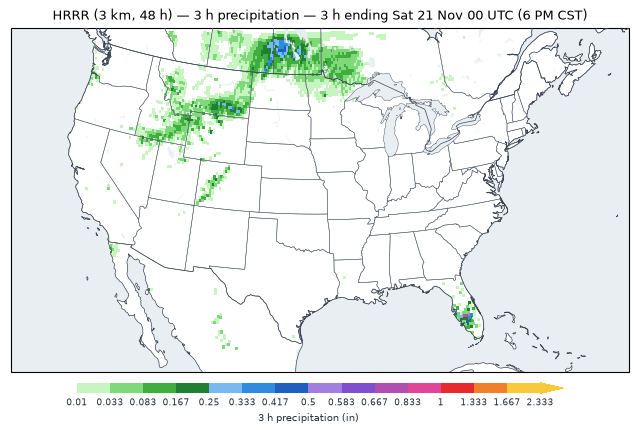 HRRR (3 km, 48 h) — 3 h precipitation — 3 h ending Sat 21 Nov 00 UTC (6 PM CST)
0.01 0.033 0.083 0.167 0.25 0.333 0.417 0.5 0.583 0.667 0.833 1 1.333 1.667 2.333
3 h precipitation (in)